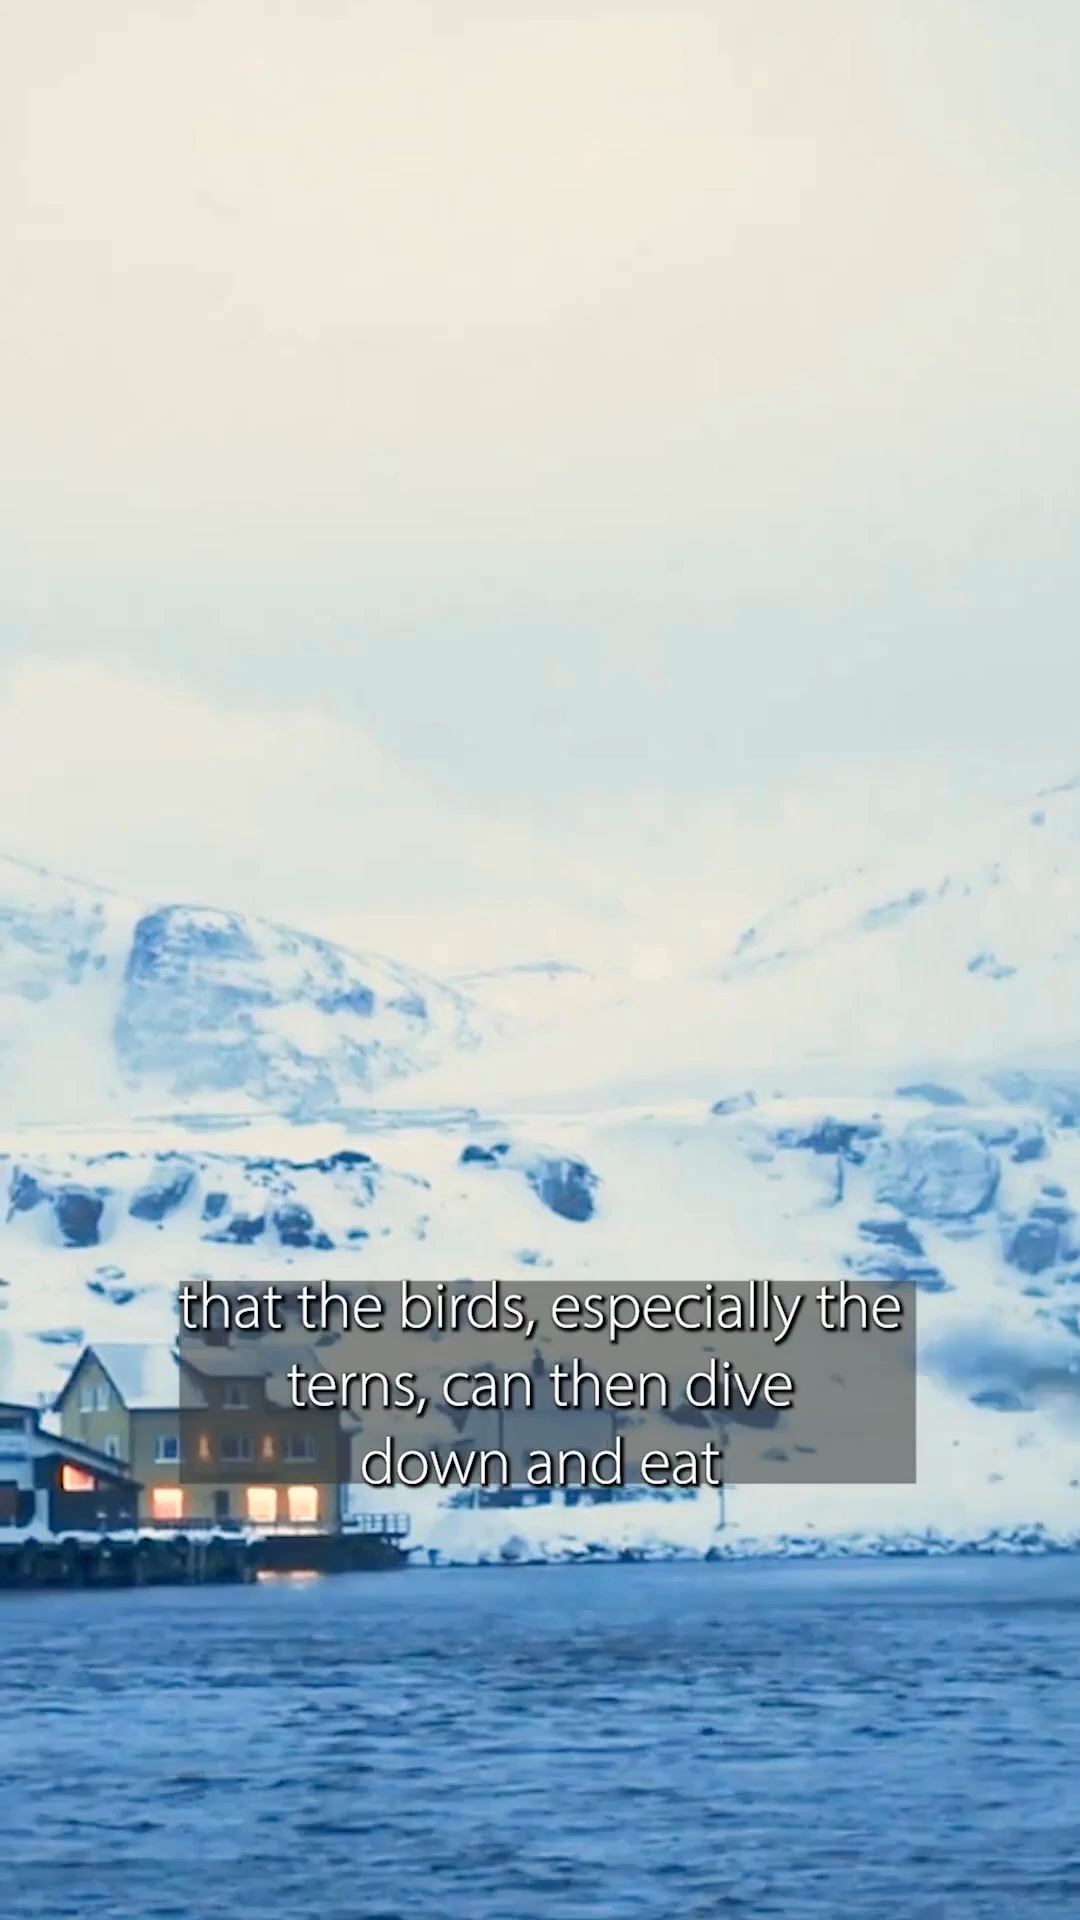 that the birds, especially the
terns, can then dive
down and eat